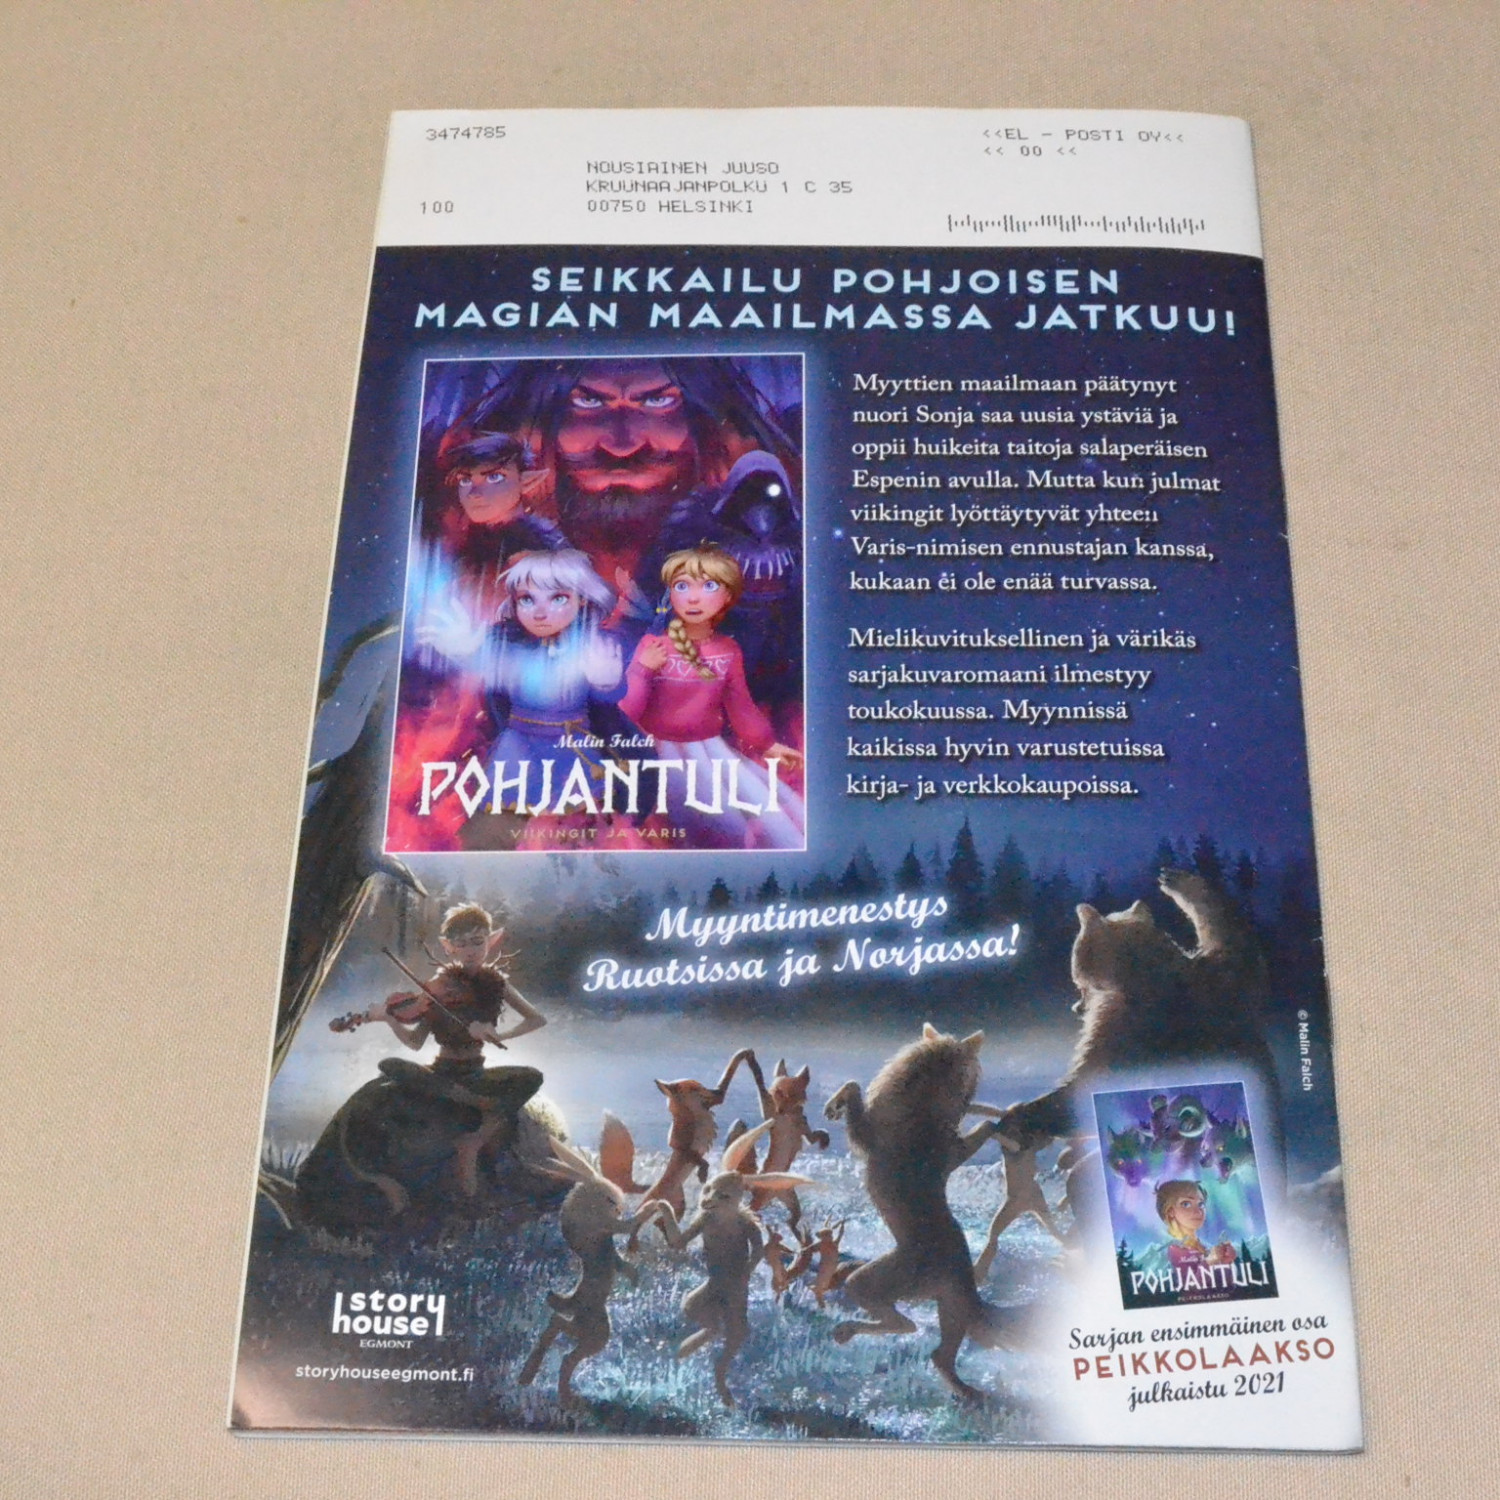 3474785
<<EL - POSTI OY<<
<< 00 <<
NOUSIAINEN JUUSO
KRUUNAAJANPOLKU 1 C 35
100
00750 HELSINKI
SEIKKAILU POHJOISEN
MAGIAN MAAILMASSA JATKUU!
Myyttien maailmaan päätynyt
nuori Sonja saa uusia ystäviä ja
oppii huikeita taitoja salaperäisen
Espenin avulla. Mutta kun julmat
viikingit lyöttäytyvät yhteen
Varis-nimisen ennustajan kanssa,
kukaan ei ole enää turvassa.
Mielikuvituksellinen ja värikäs
sarjakuvaromaani ilmestyy
toukokuussa. Myynnissä
kaikissa hyvin varustetuissa
kirja- ja verkkokaupoissa.
Malin Falch
POHJANTULI
VIIKINGIT JA VARIS
Myyntimenestys
Ruotsissa ja Norjassa!
© Malin Falch
POHJANTULI
PEIKKOLAAKSO
Sarjan ensimmäinen osa
PEIKKOLAAKSO
julkaistu 2021
story
house
EGMONT
storyhouseegmont.fi